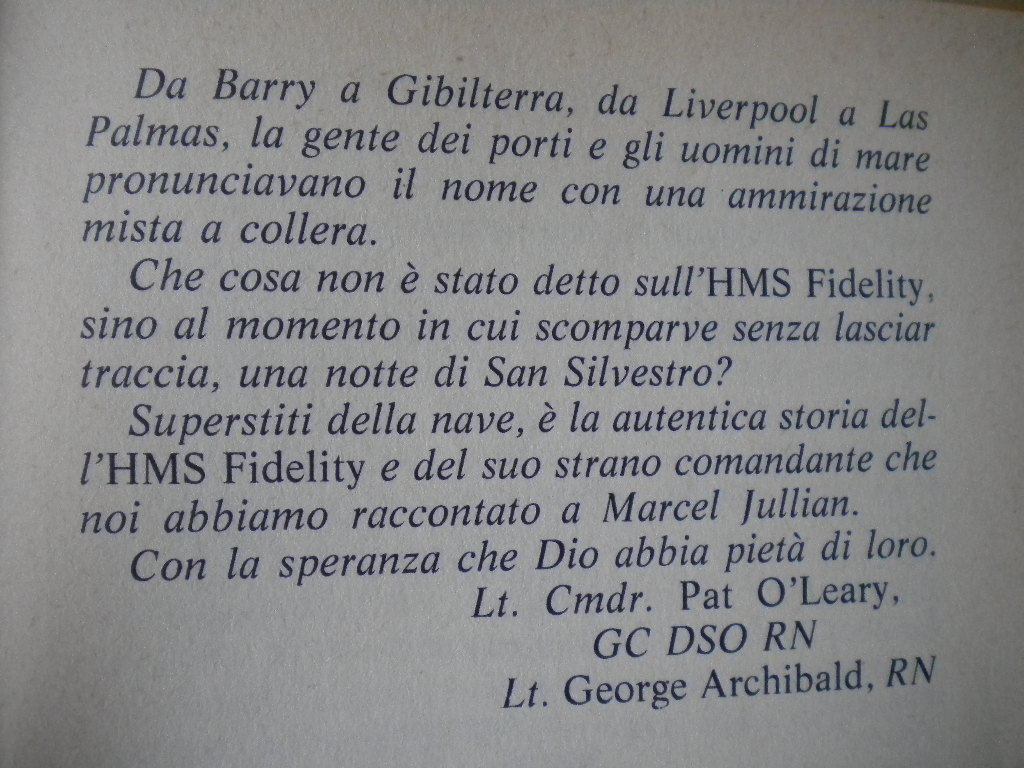 Da Barry a Gibilterra, da Liverpool a Las
Palmas, la gente dei porti e gli uomini di mare
pronunciavano il nome con una ammirazione
mista a collera.
Che cosa non è stato detto sull'HMS Fidelity,
sino al momento in cui scomparve senza lasciar
traccia, una notte di San Silvestro?
Superstiti della nave, è la autentica storia del-
l'HMS Fidelity e del suo strano comandante che
noi abbiamo raccontato a Marcel Jullian.
Con la speranza che Dio abbia pietà di loro.
Lt. Cmdr. Pat O'Leary,
GC DSO RN
Lt. George Archibald, RN